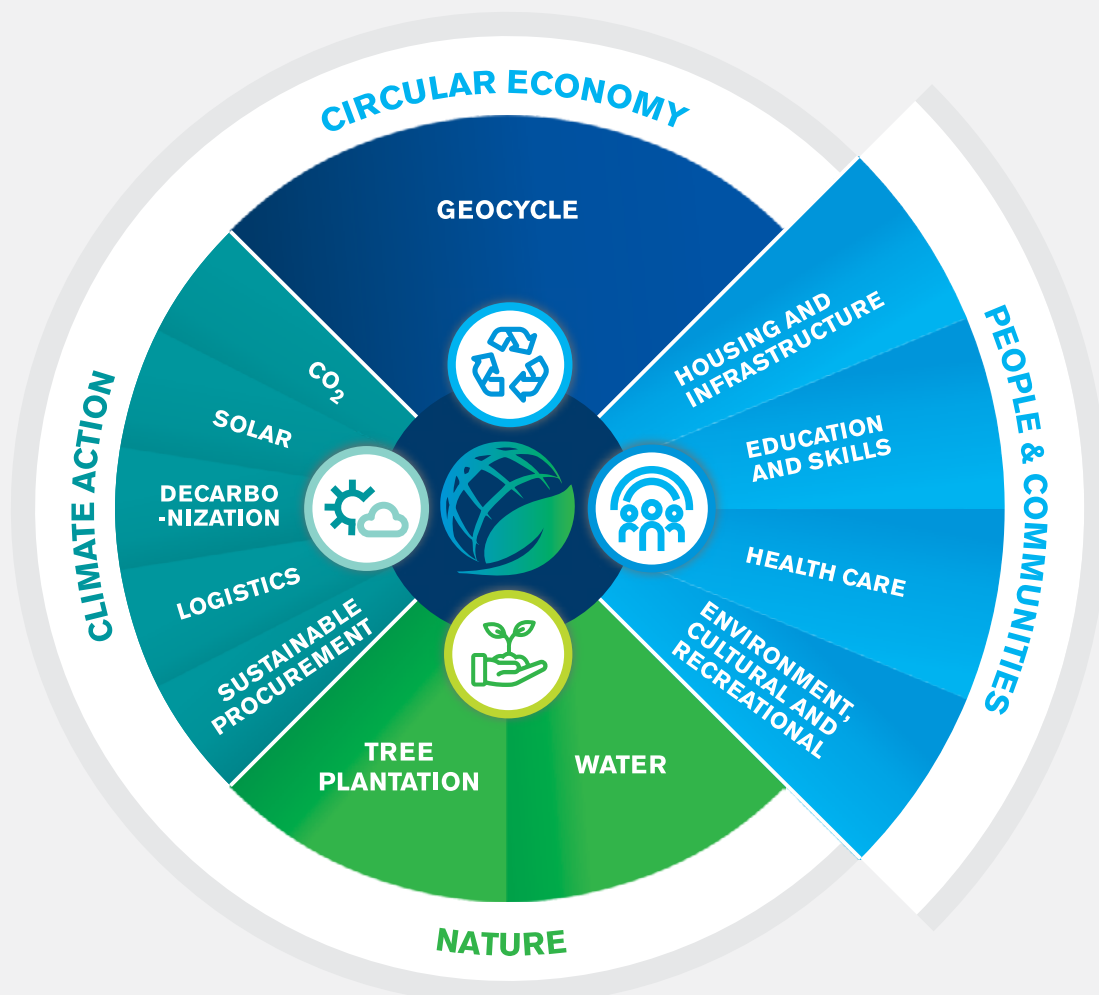 CIRCULAR ECONOMY
GEOCYCLE
PEOPLE & COMMUNITIES
HOUSING AND
INFRASTRUCTURE
EDUCATION
AND SKILLS
HEALTH CARE
ENVIRONMENT,
CULTURAL AND
RECREATIONAL
NATURE
WATER
TREE
PLANTATION
CLIMATE ACTION
CO₂
SOLAR
DECARBO
-NIZATION
LOGISTICS
SUSTAINABLE
PROCUREMENT